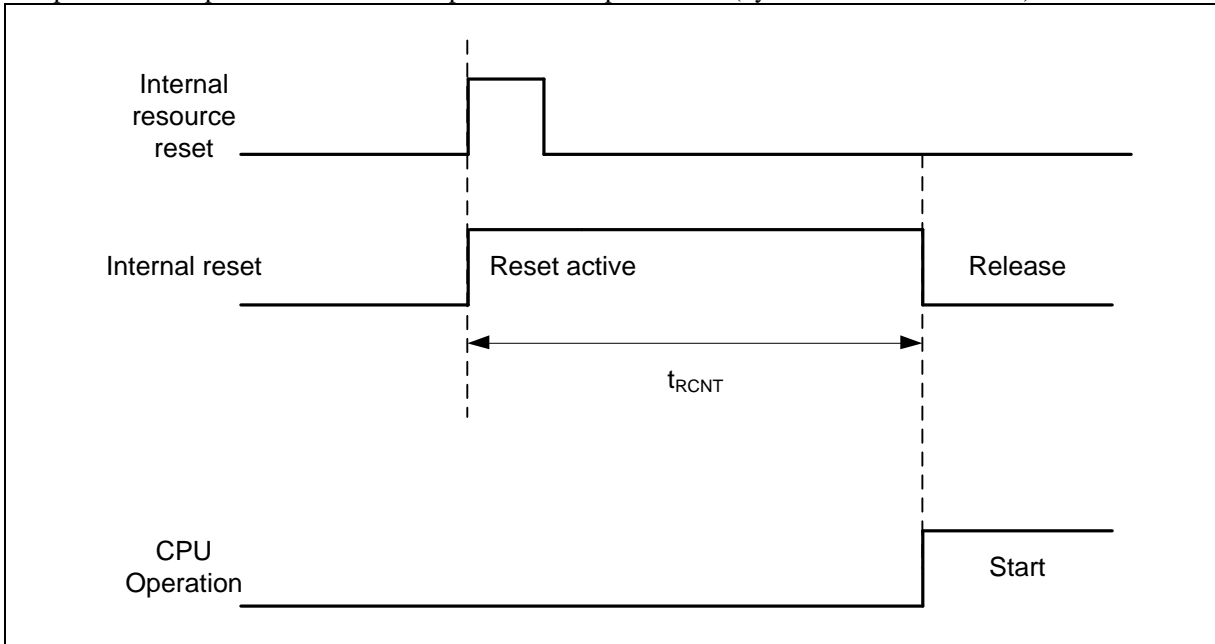 Internal
resource
reset
Internal reset
Reset active
Release
tRCNT
CPU
Operation
Start